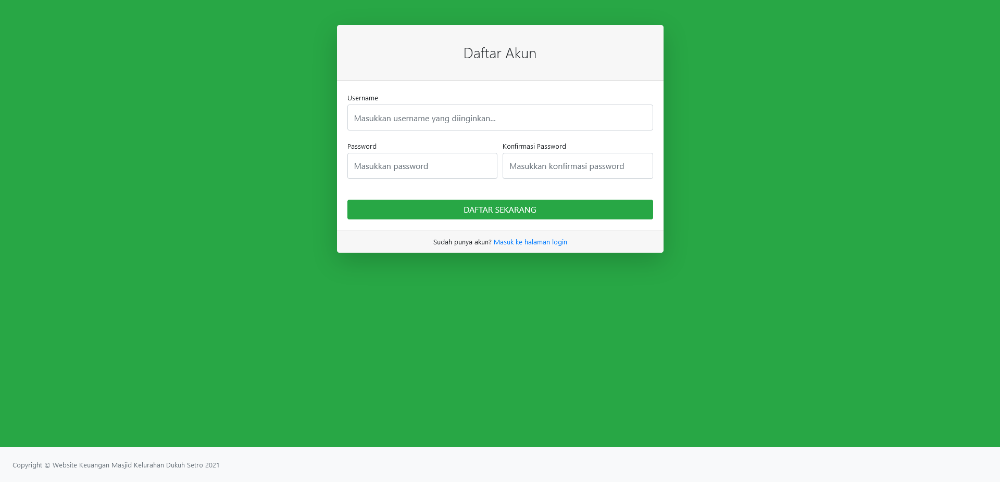 Daftar Akun
Username
Masukkan username yang diinginkan...
Password
Konfirmasi Password
Masukkan password
Masukkan konfirmasi password
DAFTAR SEKARANG
Sudah punya akun? Masuk ke halaman login
Copyright © Website Keuangan Masjid Kelurahan Dukuh Setro 2021